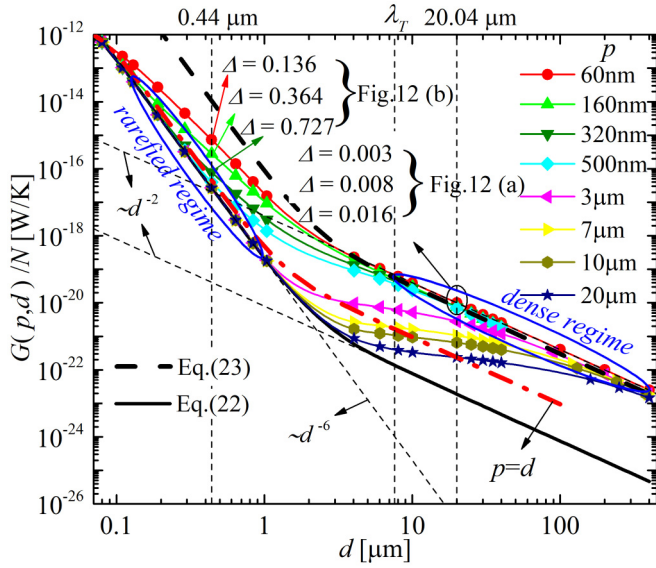 0.44 μm λT 20.04 μm
10-12
10-14
10-16
10-18
10-20
10-22
10-24
10-26
G(p,d) /N [W/K]
0.1 1 10 100
d [μm]
Δ = 0.136
Δ = 0.364
Δ = 0.727
Fig.12 (b)
Δ = 0.003
Δ = 0.008
Δ = 0.016
Fig.12 (a)
p
60nm
160nm
320nm
500nm
3μm
7μm
10μm
20μm
rarefied regime
dense regime
~d-2
~d-6
Eq.(23)
Eq.(22)
p=d